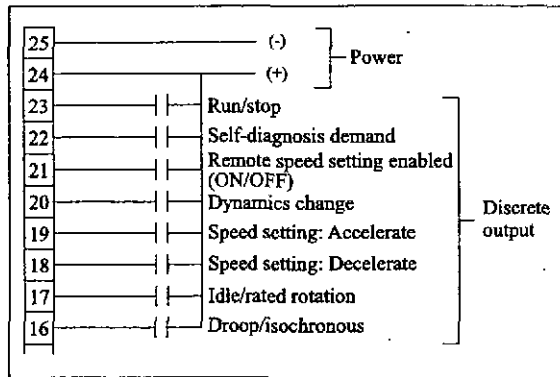 25 (-)
Power
24 (+)
23 Run/stop
22 Self-diagnosis demand
21 Remote speed setting enabled
(ON/OFF)
20 Dynamics change
Discrete
output
19 Speed setting: Accelerate
18 Speed setting: Decelerate
17 Idle/rated rotation
16 Droop/isochronous